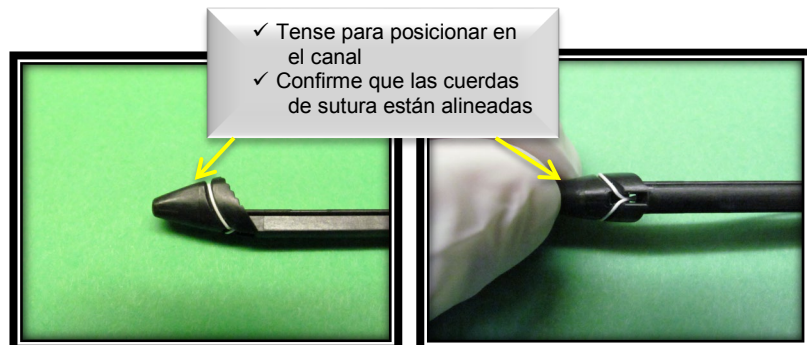 ✓ Tense para posicionar en
el canal
✓ Confirme que las cuerdas
de sutura están alineadas